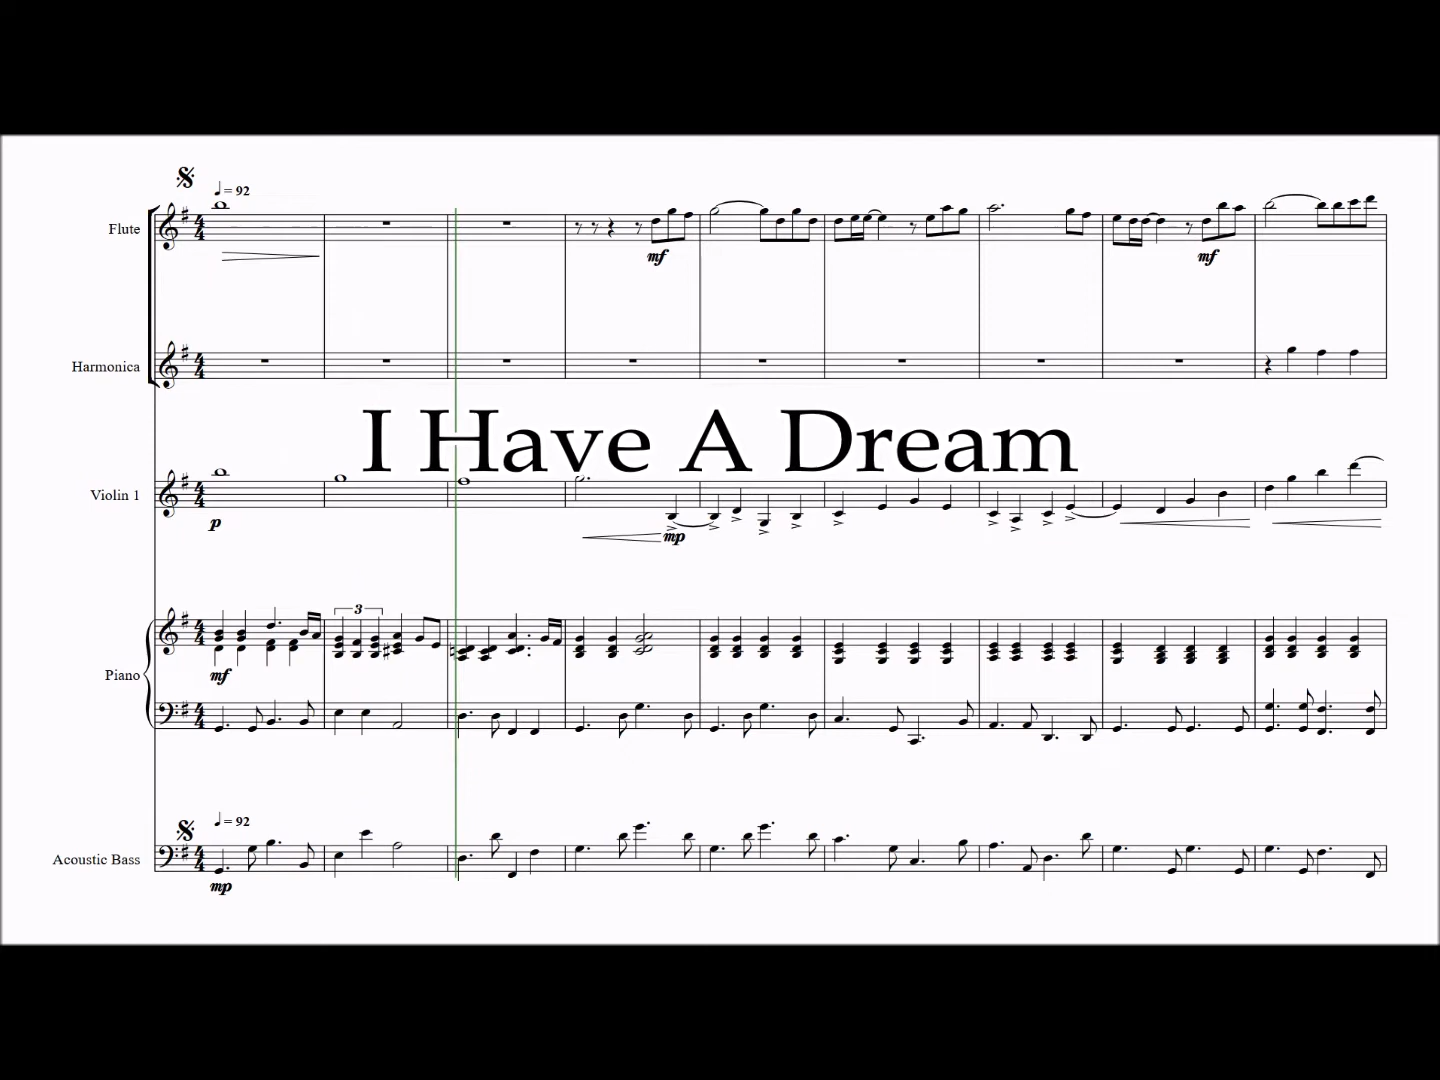 ♩ = 92
Flute
mf
mf
Harmonica
I Have A Dream
Violin 1
p
mp
3
Piano
mf
♩ = 92
Acoustic Bass
mp